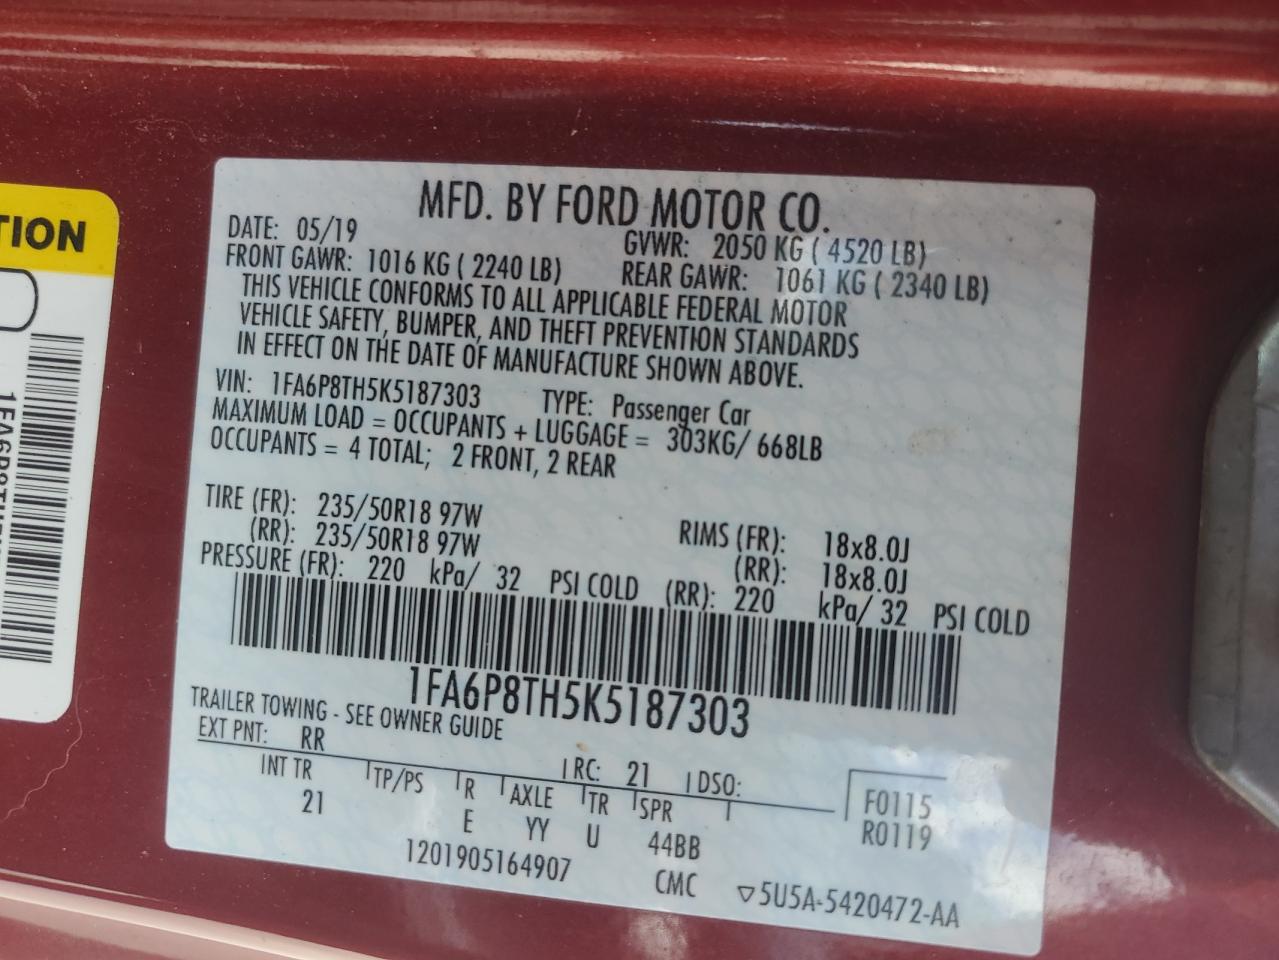 MFD. BY FORD MOTOR CO.
DATE: 05/19 GVWR: 2050 KG ( 4520 LB)
FRONT GAWR: 1016 KG ( 2240 LB) REAR GAWR: 1061 KG ( 2340 LB)
THIS VEHICLE CONFORMS TO ALL APPLICABLE FEDERAL MOTOR
VEHICLE SAFETY, BUMPER, AND THEFT PREVENTION STANDARDS
IN EFFECT ON THE DATE OF MANUFACTURE SHOWN ABOVE.
VIN: 1FA6P8TH5K5187303 TYPE: Passenger Car
MAXIMUM LOAD = OCCUPANTS + LUGGAGE = 303KG/ 668LB
OCCUPANTS = 4 TOTAL; 2 FRONT, 2 REAR
TIRE (FR): 235/50R18 97W RIMS (FR): 18x8.0J
(RR): 235/50R18 97W (RR): 18x8.0J
PRESSURE (FR): 220 kPa/ 32 PSI COLD (RR): 220 kPa/ 32 PSI COLD
1FA6P8TH5K5187303
TRAILER TOWING - SEE OWNER GUIDE
EXT PNT: RR RC: 21 DSO:
INT TR TP/PS R AXLE TR SPR F0115
21 E YY U 44BB R0119
1201905164907 CMC ▽5U5A-5420472-AA
TION